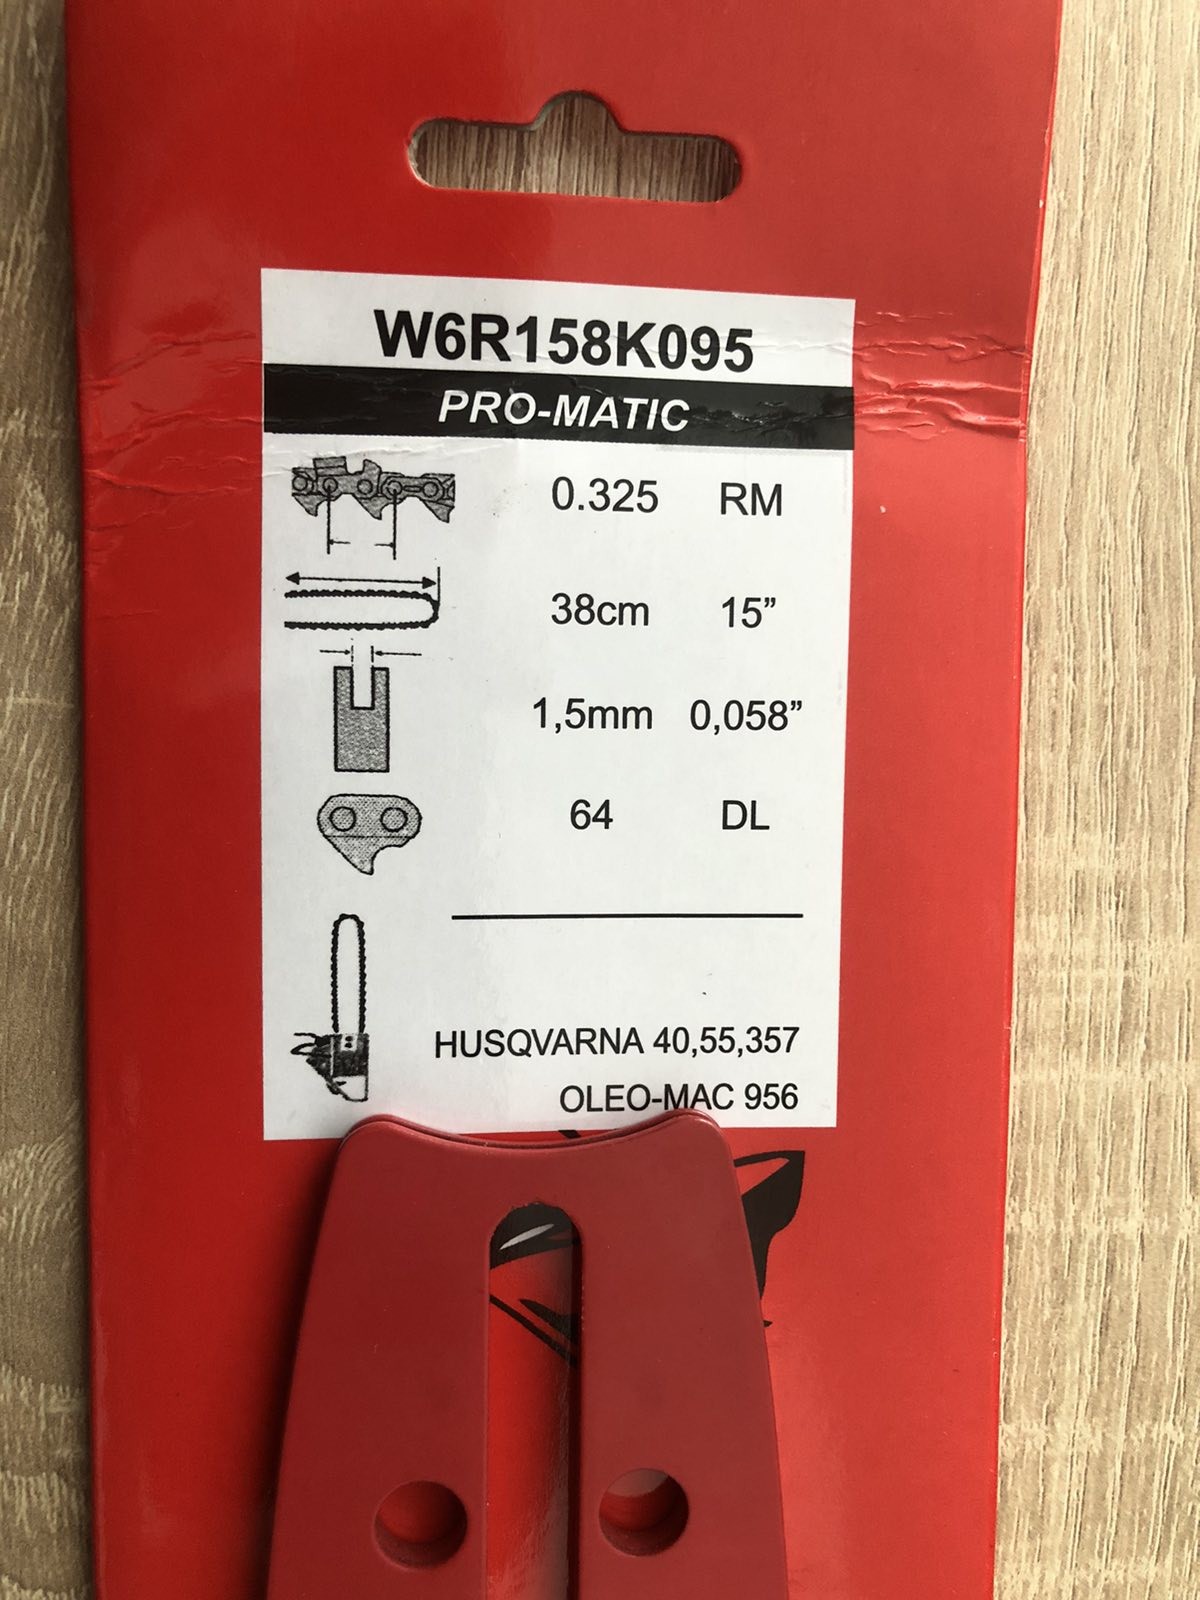 W6R158K095
PRO-MATIC
0.325 RM
38cm 15”
1,5mm 0,058”
64 DL
HUSQVARNA 40,55,357
OLEO-MAC 956